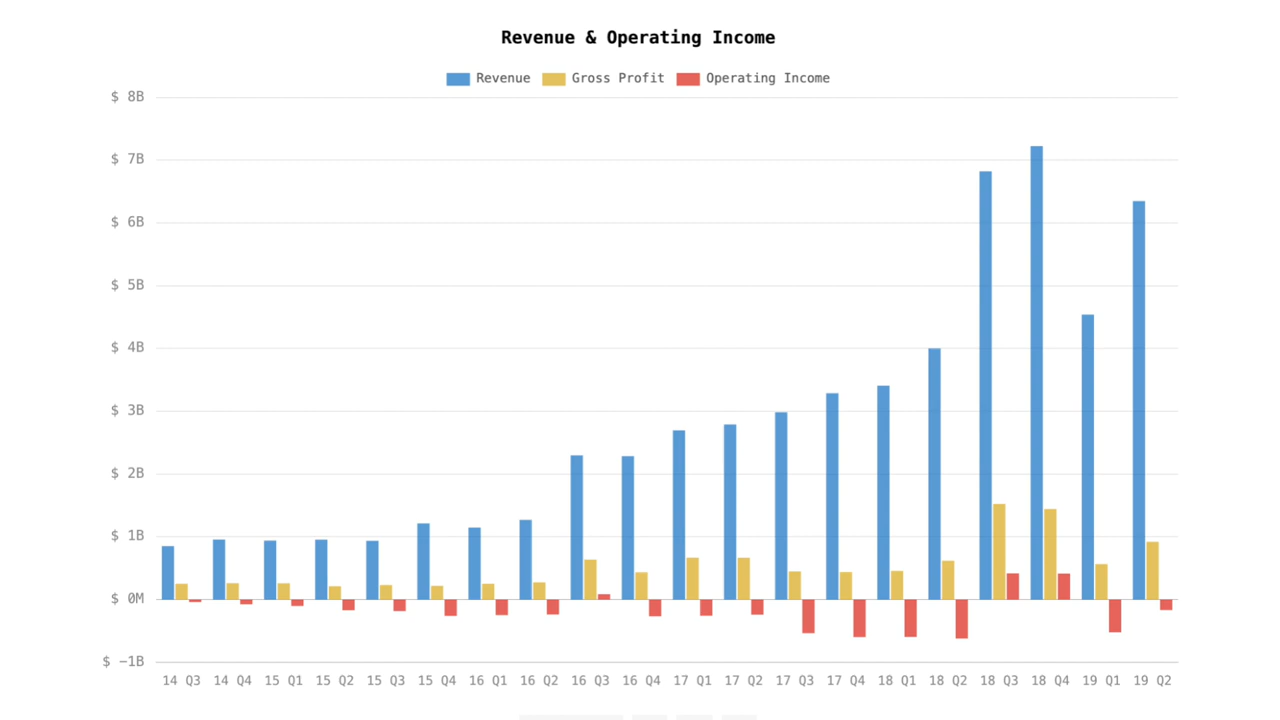 Revenue & Operating Income
Revenue Gross Profit Operating Income
$ 8B
$ 7B
$ 6B
$ 5B
$ 4B
$ 3B
$ 2B
$ 1B
$ 0M
$ −1B
14 Q3 14 Q4 15 Q1 15 Q2 15 Q3 15 Q4 16 Q1 16 Q2 16 Q3 16 Q4 17 Q1 17 Q2 17 Q3 17 Q4 18 Q1 18 Q2 18 Q3 18 Q4 19 Q1 19 Q2